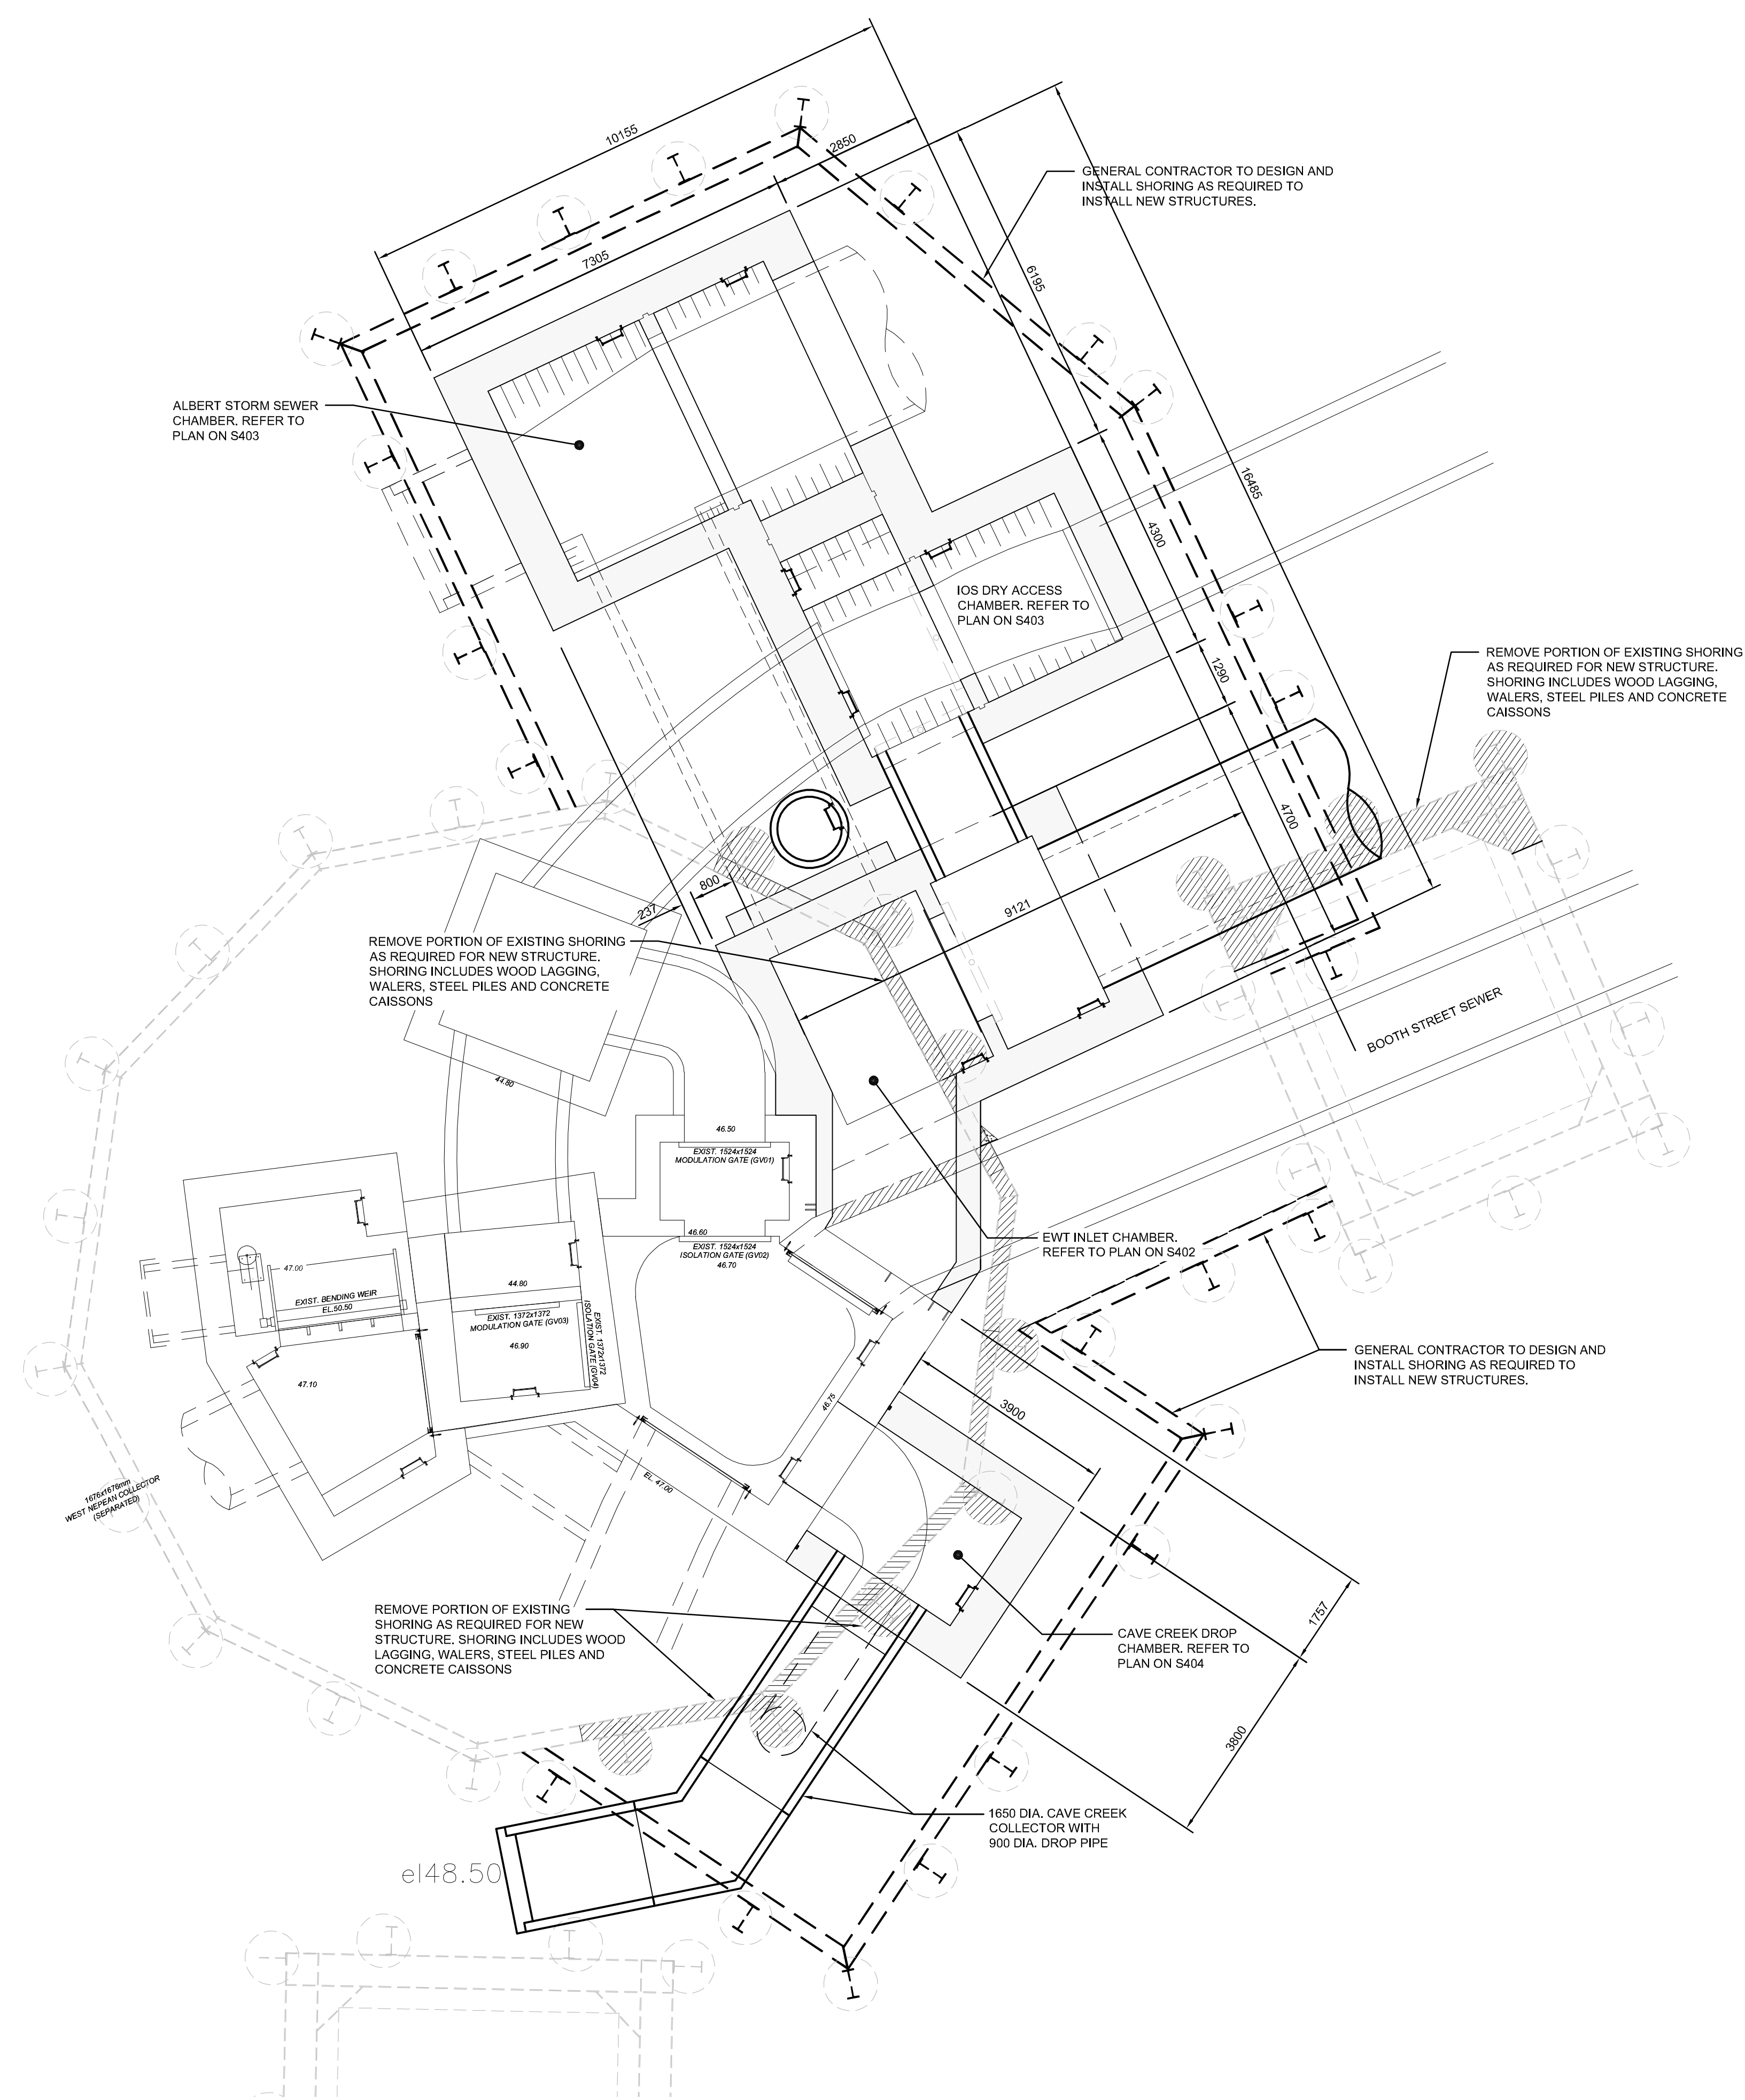 10155
2850
GENERAL CONTRACTOR TO DESIGN AND
INSTALL SHORING AS REQUIRED TO
INSTALL NEW STRUCTURES.
7305
6195
ALBERT STORM SEWER
CHAMBER. REFER TO
PLAN ON S403
16485
4300
IOS DRY ACCESS
CHAMBER. REFER TO
PLAN ON S403
1290
REMOVE PORTION OF EXISTING SHORING
AS REQUIRED FOR NEW STRUCTURE.
SHORING INCLUDES WOOD LAGGING,
WALERS, STEEL PILES AND CONCRETE
CAISSONS
4700
800
237
9121
REMOVE PORTION OF EXISTING SHORING
AS REQUIRED FOR NEW STRUCTURE.
SHORING INCLUDES WOOD LAGGING,
WALERS, STEEL PILES AND CONCRETE
CAISSONS
BOOTH STREET SEWER
44.80
46.50
EXIST. 1524x1524
MODULATION GATE (GV01)
46.60
EXIST. 1524x1524
ISOLATION GATE (GV02)
46.70
EWT INLET CHAMBER.
REFER TO PLAN ON S402
47.00
EXIST. BENDING WEIR
EL.50.50
44.80
EXIST. 1372x1372
MODULATION GATE (GV03)
EXIST. 1372x1372
ISOLATION GATE (GV04)
46.90
47.10
46.75
GENERAL CONTRACTOR TO DESIGN AND
INSTALL SHORING AS REQUIRED TO
INSTALL NEW STRUCTURES.
3900
EL. 47.00
1676x1676mm
WEST NEPEAN COLLECTOR
(SEPARATED)
REMOVE PORTION OF EXISTING
SHORING AS REQUIRED FOR NEW
STRUCTURE. SHORING INCLUDES WOOD
LAGGING, WALERS, STEEL PILES AND
CONCRETE CAISSONS
1757
CAVE CREEK DROP
CHAMBER. REFER TO
PLAN ON S404
3800
1650 DIA. CAVE CREEK
COLLECTOR WITH
900 DIA. DROP PIPE
el48.50